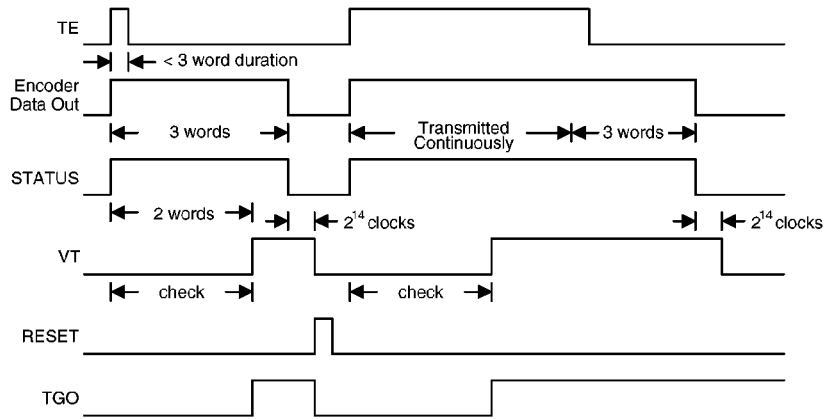 TE
< 3 word duration
Encoder
Data Out
3 words
Transmitted
Continuously
3 words
STATUS
2 words
2¹⁴ clocks
2¹⁴ clocks
VT
check
check
RESET
TGO